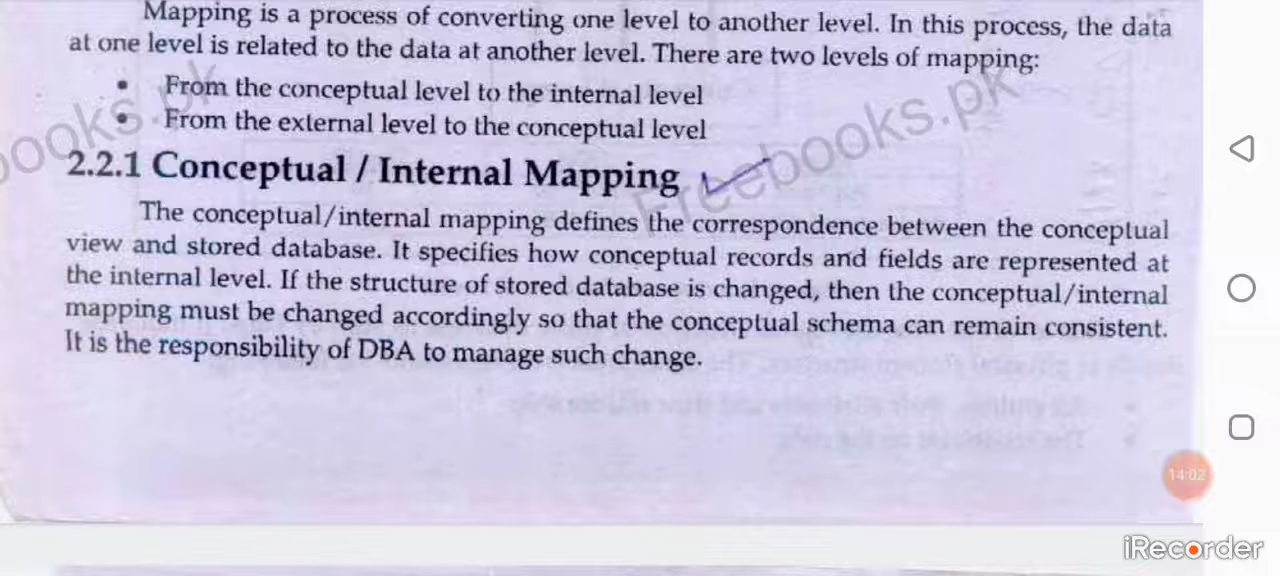 Mapping is a process of converting one level to another level. In this process, the data
at one level is related to the data at another level. There are two levels of mapping:
• From the conceptual level to the internal level
• From the external level to the conceptual level
2.2.1 Conceptual / Internal Mapping
The conceptual/internal mapping defines the correspondence between the conceptual
view and stored database. It specifies how conceptual records and fields are represented at
the internal level. If the structure of stored database is changed, then the conceptual/internal
mapping must be changed accordingly so that the conceptual schema can remain consistent.
It is the responsibility of DBA to manage such change.
ooks.pk
Freebooks.pk
14:02
iRecorder